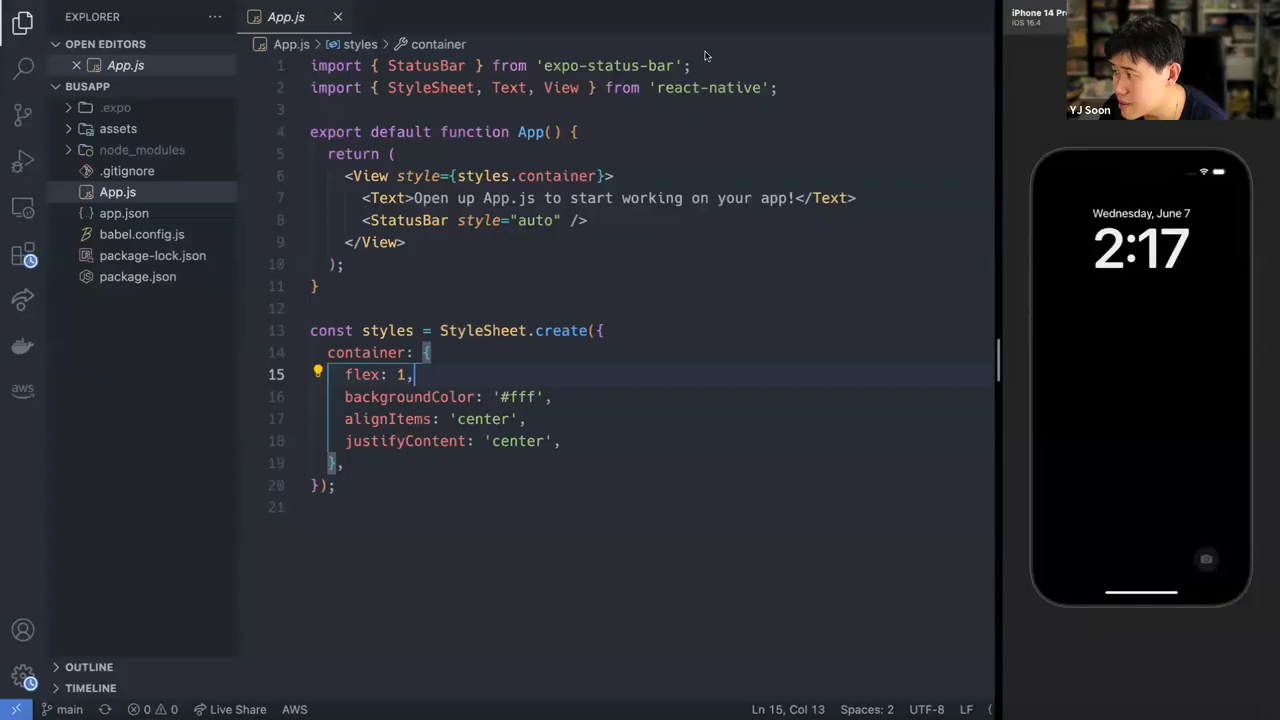 EXPLORER
OPEN EDITORS
App.js
BUSAPP
.expo
assets
node_modules
.gitignore
App.js
app.json
babel.config.js
package-lock.json
package.json
OUTLINE
TIMELINE
aws
App.js
App.js > styles > container
1 import { StatusBar } from 'expo-status-bar';
2 import { StyleSheet, Text, View } from 'react-native';
3
4 export default function App() {
5 return (
6 <View style={styles.container}>
7 <Text>Open up App.js to start working on your app!</Text>
8 <StatusBar style="auto" />
9 </View>
10 );
11 }
12
13 const styles = StyleSheet.create({
14 container: {
15 flex: 1,
16 backgroundColor: '#fff',
17 alignItems: 'center',
18 justifyContent: 'center',
19 },
20 });
21
main
0 0
Live Share
AWS
Ln 15, Col 13
Spaces: 2
UTF-8
LF
{
iPhone 14 Pr
iOS 16.4
YJ Soon
Wednesday, June 7
2:17